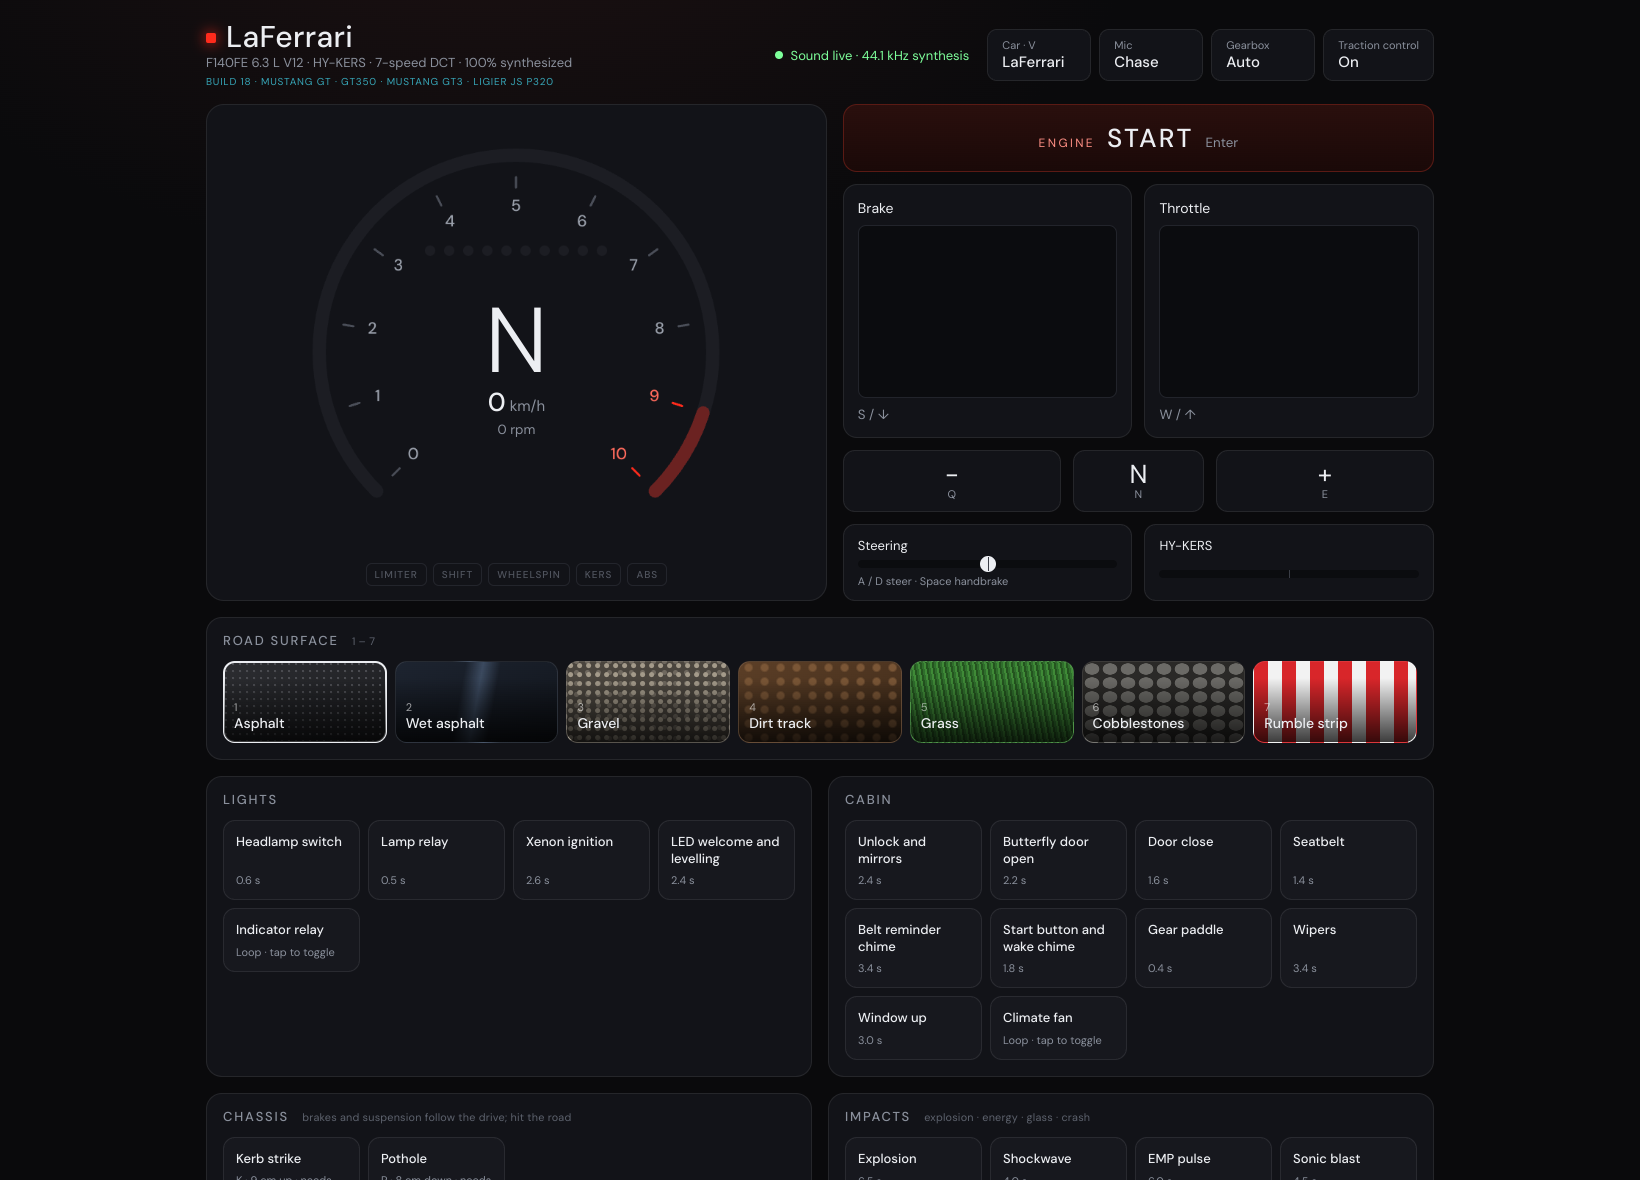 LaFerrari
F140FE 6.3 L V12 · HY-KERS · 7-speed DCT · 100% synthesized
BUILD 18 · MUSTANG GT · GT350 · MUSTANG GT3 · LIGIER JS P320
Sound live · 44.1 kHz synthesis
Car · V
LaFerrari
Mic
Chase
Gearbox
Auto
Traction control
On
0
1
2
3
4
5
6
7
8
9
10
N
0 km/h
0 rpm
LIMITER
SHIFT
WHEELSPIN
KERS
ABS
ENGINE START Enter
Brake
S / ↓
Throttle
W / ↑
−
Q
N
N
+
E
Steering
A / D steer · Space handbrake
HY-KERS
ROAD SURFACE 1 – 7
1
Asphalt
2
Wet asphalt
3
Gravel
4
Dirt track
5
Grass
6
Cobblestones
7
Rumble strip
LIGHTS
Headlamp switch
0.6 s
Lamp relay
0.5 s
Xenon ignition
2.6 s
LED welcome and
levelling
2.4 s
Indicator relay
Loop · tap to toggle
CABIN
Unlock and
mirrors
2.4 s
Butterfly door
open
2.2 s
Door close
1.6 s
Seatbelt
1.4 s
Belt reminder
chime
3.4 s
Start button and
wake chime
1.8 s
Gear paddle
0.4 s
Wipers
3.4 s
Window up
3.0 s
Climate fan
Loop · tap to toggle
CHASSIS brakes and suspension follow the drive; hit the road
Kerb strike
Pothole
IMPACTS explosion · energy · glass · crash
Explosion
Shockwave
EMP pulse
Sonic blast